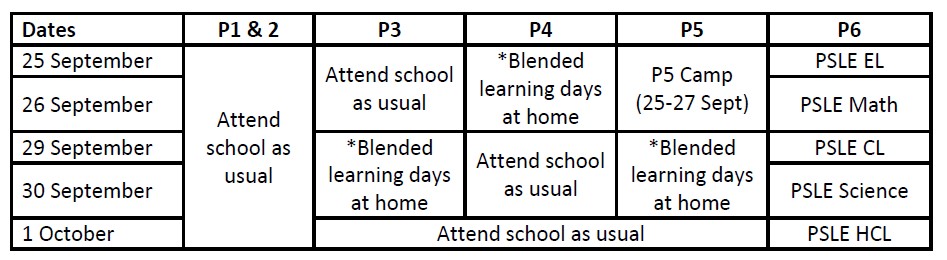 Dates P1 & 2 P3 P4 P5 P6
25 September
26 September
29 September
30 September
1 October
Attend
school as
usual
Attend school
as usual
*Blended
learning days
at home
*Blended
learning days
at home
Attend school
as usual
P5 Camp
(25-27 Sept)
*Blended
learning days
at home
Attend school as usual
PSLE EL
PSLE Math
PSLE CL
PSLE Science
PSLE HCL